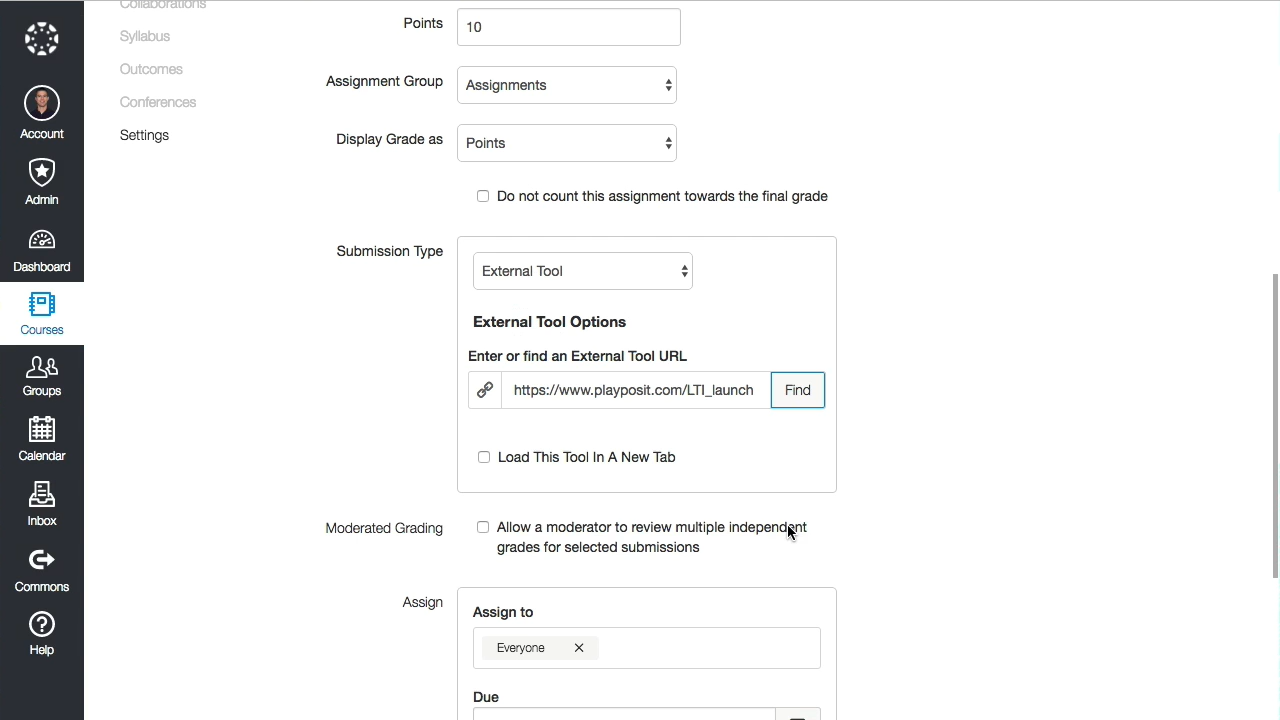 Collaborations
Syllabus
Outcomes
Conferences
Settings
Account
Admin
Dashboard
Courses
Groups
Calendar
Inbox
Commons
Help
Points
10
Assignment Group
Assignments
Display Grade as
Points
Do not count this assignment towards the final grade
Submission Type
External Tool
External Tool Options
Enter or find an External Tool URL
https://www.playposit.com/LTI_launch
Find
Load This Tool In A New Tab
Moderated Grading
Allow a moderator to review multiple independent
grades for selected submissions
Assign
Assign to
Everyone
Due